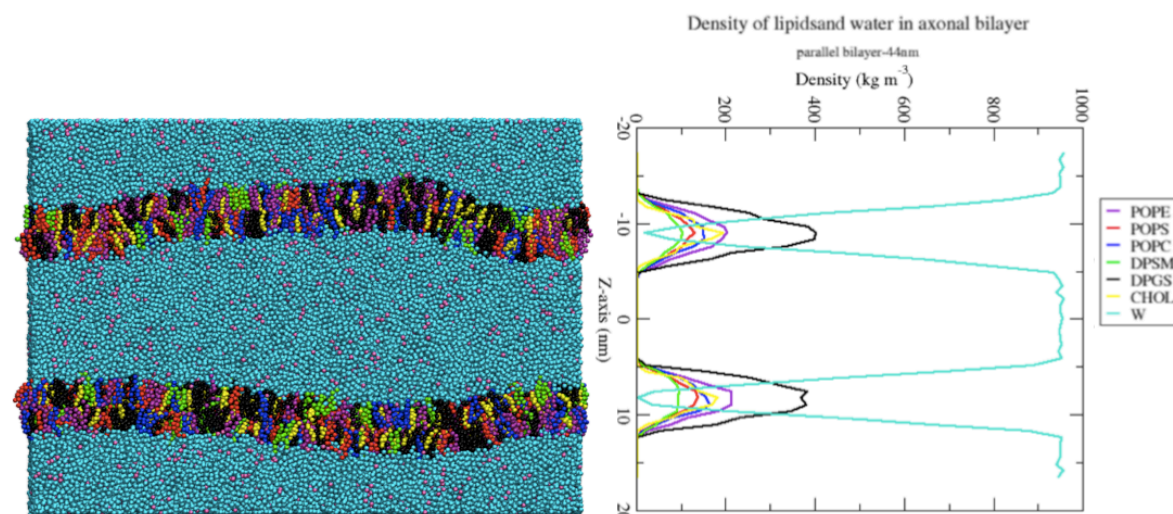 Density of lipidsand water in axonal bilayer
parallel bilayer-44nm
Density (kg m⁻³)
0 200 400 600 800 1000
-20
-10
0
10
20
Z-axis (nm)
POPE
POPS
POPC
DPSM
DPGS
CHOL
W